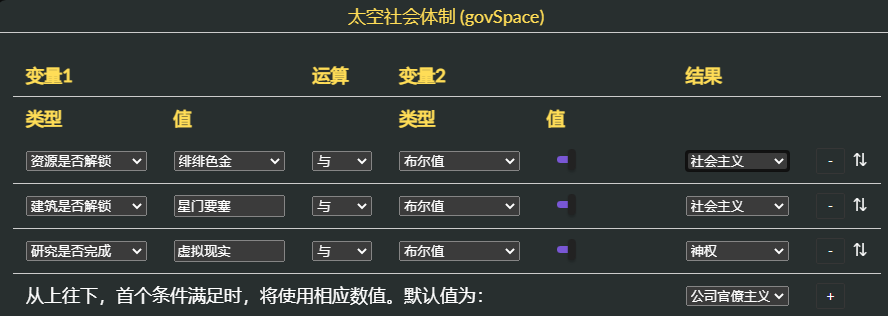 太空社会体制 (govSpace)
变量1 运算 变量2 结果
类型 值 类型 值
资源是否解锁 绯绯色金 与 布尔值 社会主义 - ⇅
建筑是否解锁 星门要塞 与 布尔值 社会主义 - ⇅
研究是否完成 虚拟现实 与 布尔值 神权 - ⇅
从上往下，首个条件满足时，将使用相应数值。默认值为： 公司官僚主义 +